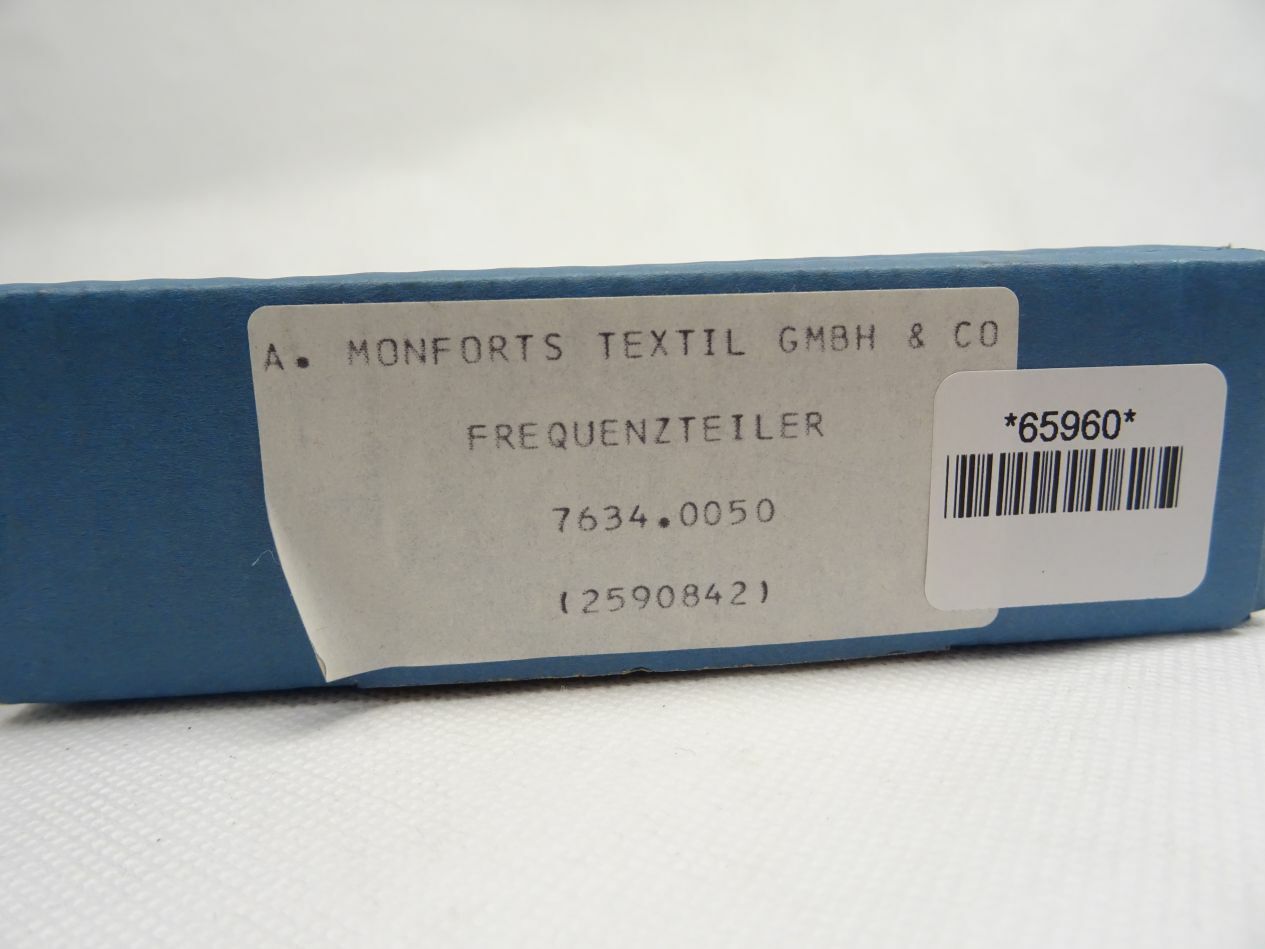 A. MONFORTS TEXTIL GMBH & CO
FREQUENZTEILER
7634.0050
(2590842)
*65960*